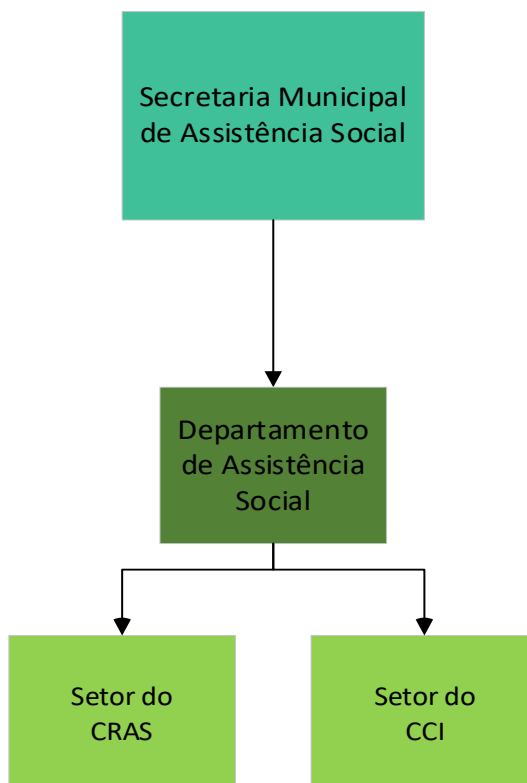 Secretaria Municipal
de Assistência Social
Departamento
de Assistência
Social
Setor do
CRAS
Setor do
CCI